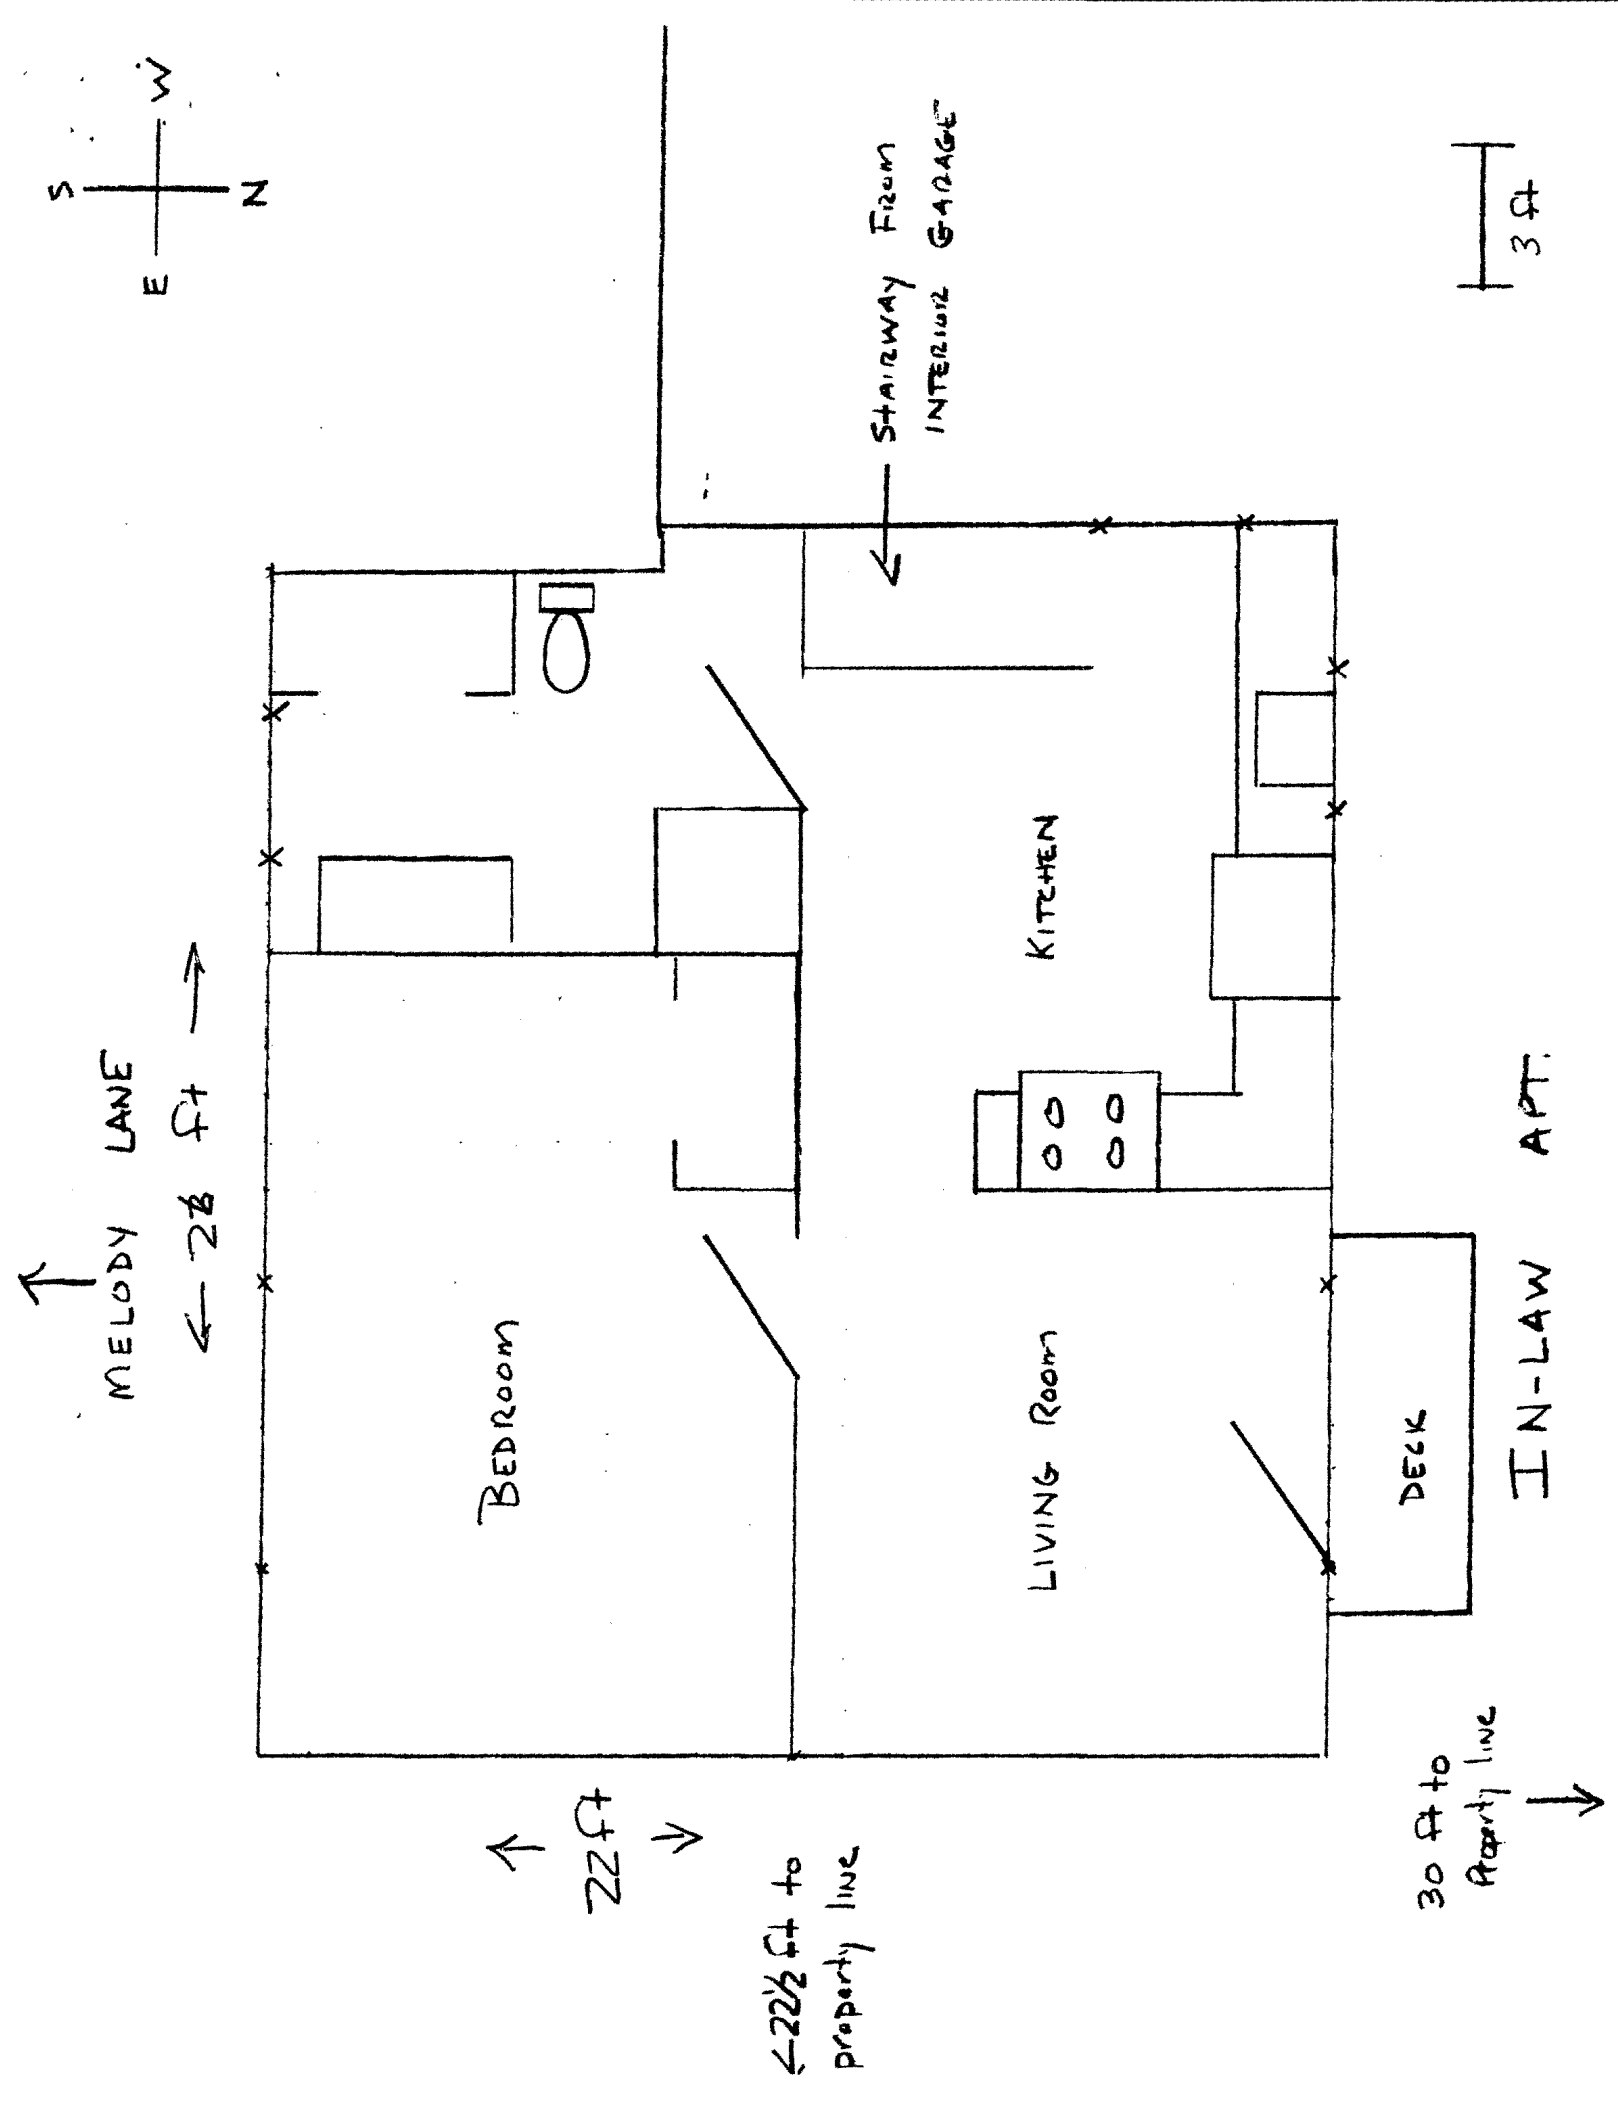 S
E W
N
MELODY LANE
ft
BEDROOM
22 ft
22½ ft to
property line
STAIRWAY FROM
INTERIOR GARAGE
LIVING ROOM
KITCHEN
DECK
30 ft to
Property line
IN-LAW APT.
3 ft